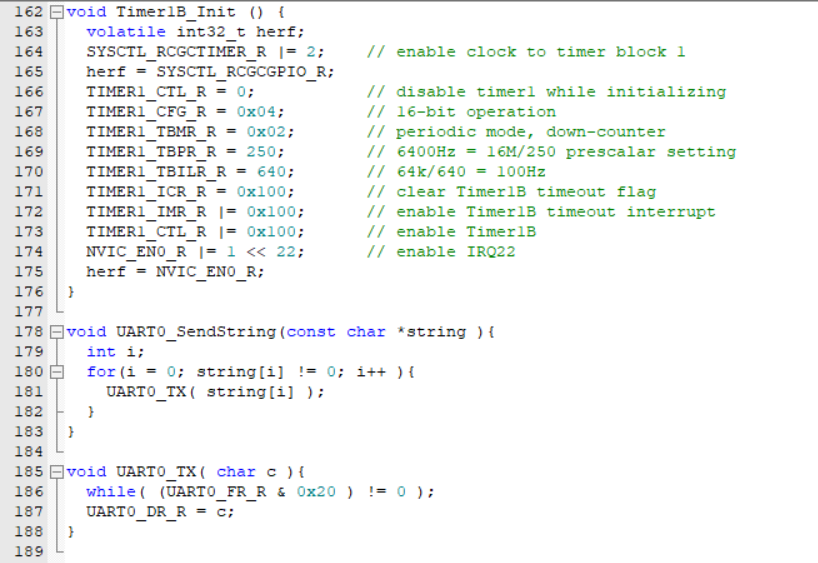 162 void Timer1B_Init () {
163   volatile int32_t herf;
164   SYSCTL_RCGCTIMER_R |= 2;    // enable clock to timer block 1
165   herf = SYSCTL_RCGCGPIO_R;
166   TIMER1_CTL_R = 0;           // disable timer1 while initializing
167   TIMER1_CFG_R = 0x04;        // 16-bit operation
168   TIMER1_TBMR_R = 0x02;       // periodic mode, down-counter
169   TIMER1_TBPR_R = 250;        // 6400Hz = 16M/250 prescalar setting
170   TIMER1_TBILR_R = 640;       // 64k/640 = 100Hz
171   TIMER1_ICR_R = 0x100;       // clear Timer1B timeout flag
172   TIMER1_IMR_R |= 0x100;      // enable Timer1B timeout interrupt
173   TIMER1_CTL_R |= 0x100;      // enable Timer1B
174   NVIC_EN0_R |= 1 << 22;      // enable IRQ22
175   herf = NVIC_EN0_R;
176 }
177
178 void UART0_SendString(const char *string ){
179   int i;
180   for(i = 0; string[i] != 0; i++ ){
181     UART0_TX( string[i] );
182   }
183 }
184
185 void UART0_TX( char c ){
186   while( (UART0_FR_R & 0x20 ) != 0 );
187   UART0_DR_R = c;
188 }
189